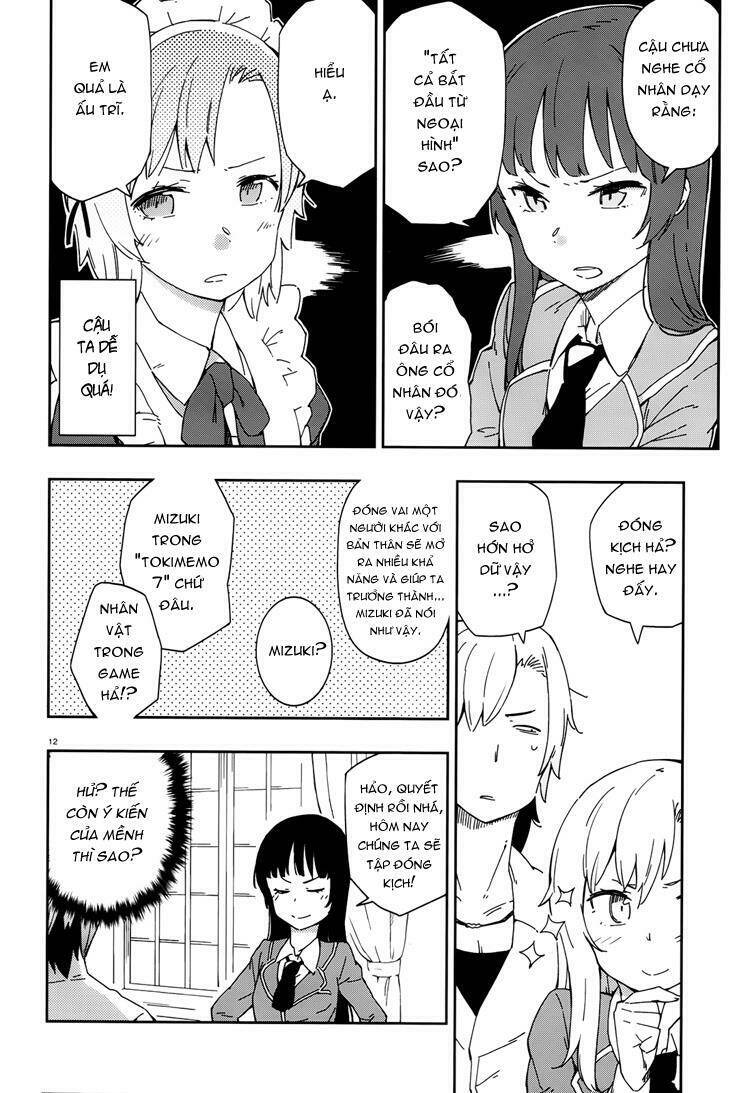 CẬU CHƯA
NGHE CỔ
NHÂN DẠY
RẰNG:
"TẤT
CẢ BẮT
ĐẦU TỪ
NGOẠI
HÌNH"
SAO?
BÓI
ĐÂU RA
ÔNG CỔ
NHÂN ĐÓ
VẬY?
HIỂU
Ạ.
EM
QUẢ LÀ
ẤU TRĨ.
CẬU
TA DỄ
DỤ
QUÁ!
ĐÓNG
KỊCH HẢ?
NGHE HAY
ĐẤY.
SAO
HỚN HỞ
DỮ VẬY
...?
ĐÓNG VAI MỘT
NGƯỜI KHÁC VỚI
BẢN THÂN SẼ MỞ
RA NHIỀU KHẢ
NĂNG VÀ GIÚP TA
TRƯỞNG THÀNH...
MIZUKI ĐÃ NÓI
NHƯ VẬY.
MIZUKI?
MIZUKI
TRONG
"TOKIMEMO
7" CHỨ
ĐÂU.
NHÂN
VẬT
TRONG
GAME
HẢ!?
12
HẢO, QUYẾT
ĐỊNH RỒI NHÁ,
HÔM NAY
CHÚNG TA SẼ
TẬP ĐÓNG
KỊCH!
HỬ? THẾ
CÒN Ý KIẾN
CỦA MỀNH
THÌ SAO?